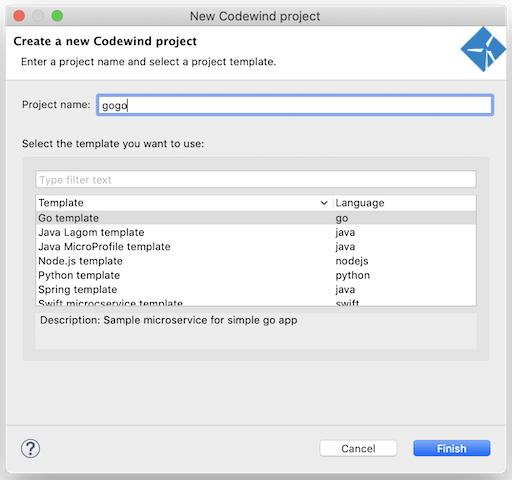 New Codewind project
Create a new Codewind project
Enter a project name and select a project template.
Project name: gogo
Select the template you want to use:
Type filter text
Template Language
Go template go
Java Lagom template java
Java MicroProfile template java
Node.js template nodejs
Python template python
Spring template java
Swift microcservice template swift
Description: Sample microservice for simple go app
? Cancel Finish